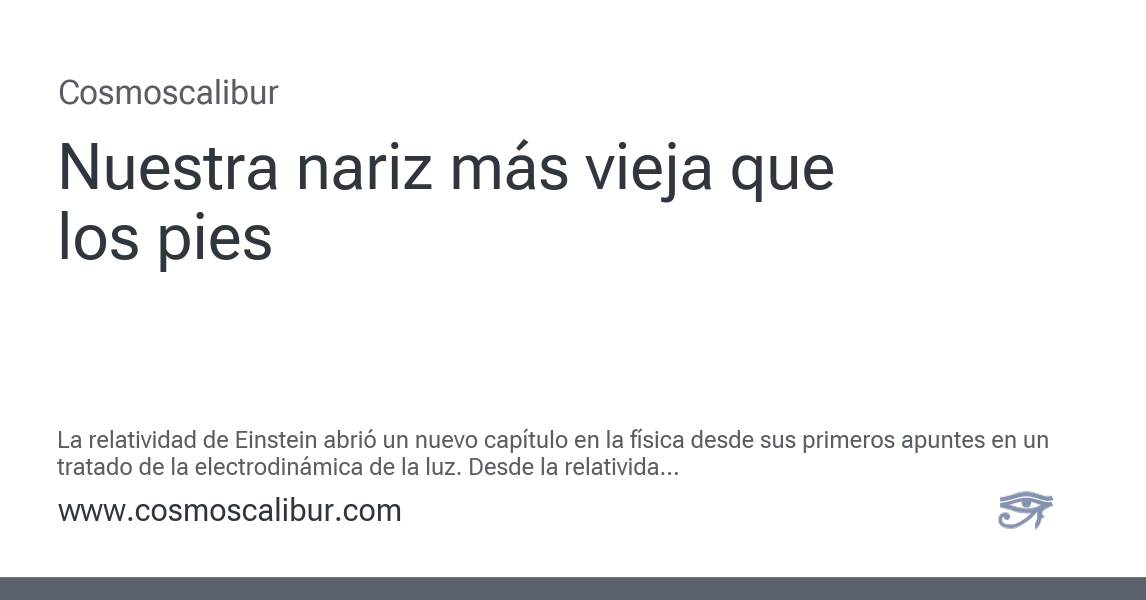 Cosmoscalibur
Nuestra nariz más vieja que
los pies
La relatividad de Einstein abrió un nuevo capítulo en la física desde sus primeros apuntes en un
tratado de la electrodinámica de la luz. Desde la relativida...
www.cosmoscalibur.com